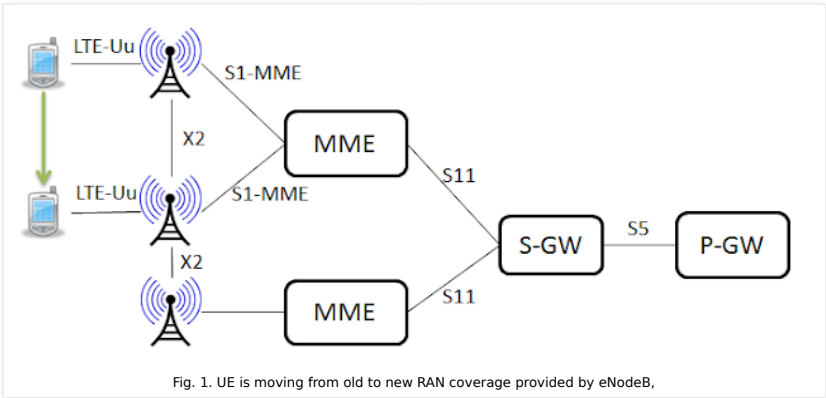 LTE-Uu
S1-MME
X2
MME
LTE-Uu
S1-MME
S11
S-GW
S5
P-GW
X2
MME
S11
Fig. 1. UE is moving from old to new RAN coverage provided by eNodeB,